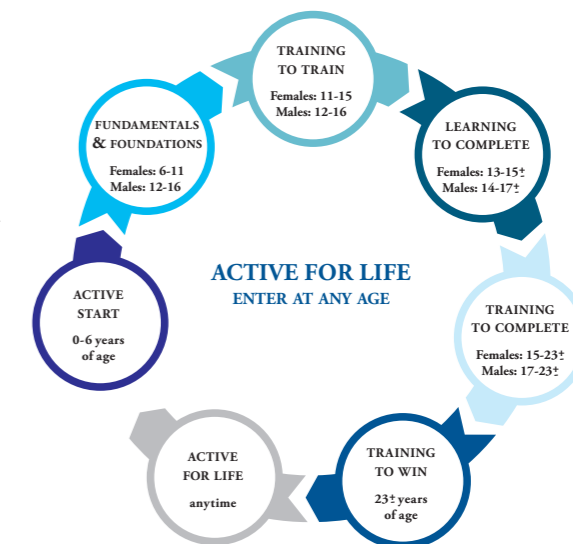 ACTIVE FOR LIFE
ENTER AT ANY AGE
ACTIVE
START
0-6 years
of age
FUNDAMENTALS
& FOUNDATIONS
Females: 6-11
Males: 12-16
TRAINING
TO TRAIN
Females: 11-15
Males: 12-16
LEARNING
TO COMPLETE
Females: 13-15±
Males: 14-17±
TRAINING
TO COMPLETE
Females: 15-23±
Males: 17-23±
TRAINING
TO WIN
23± years
of age
ACTIVE
FOR LIFE
anytime